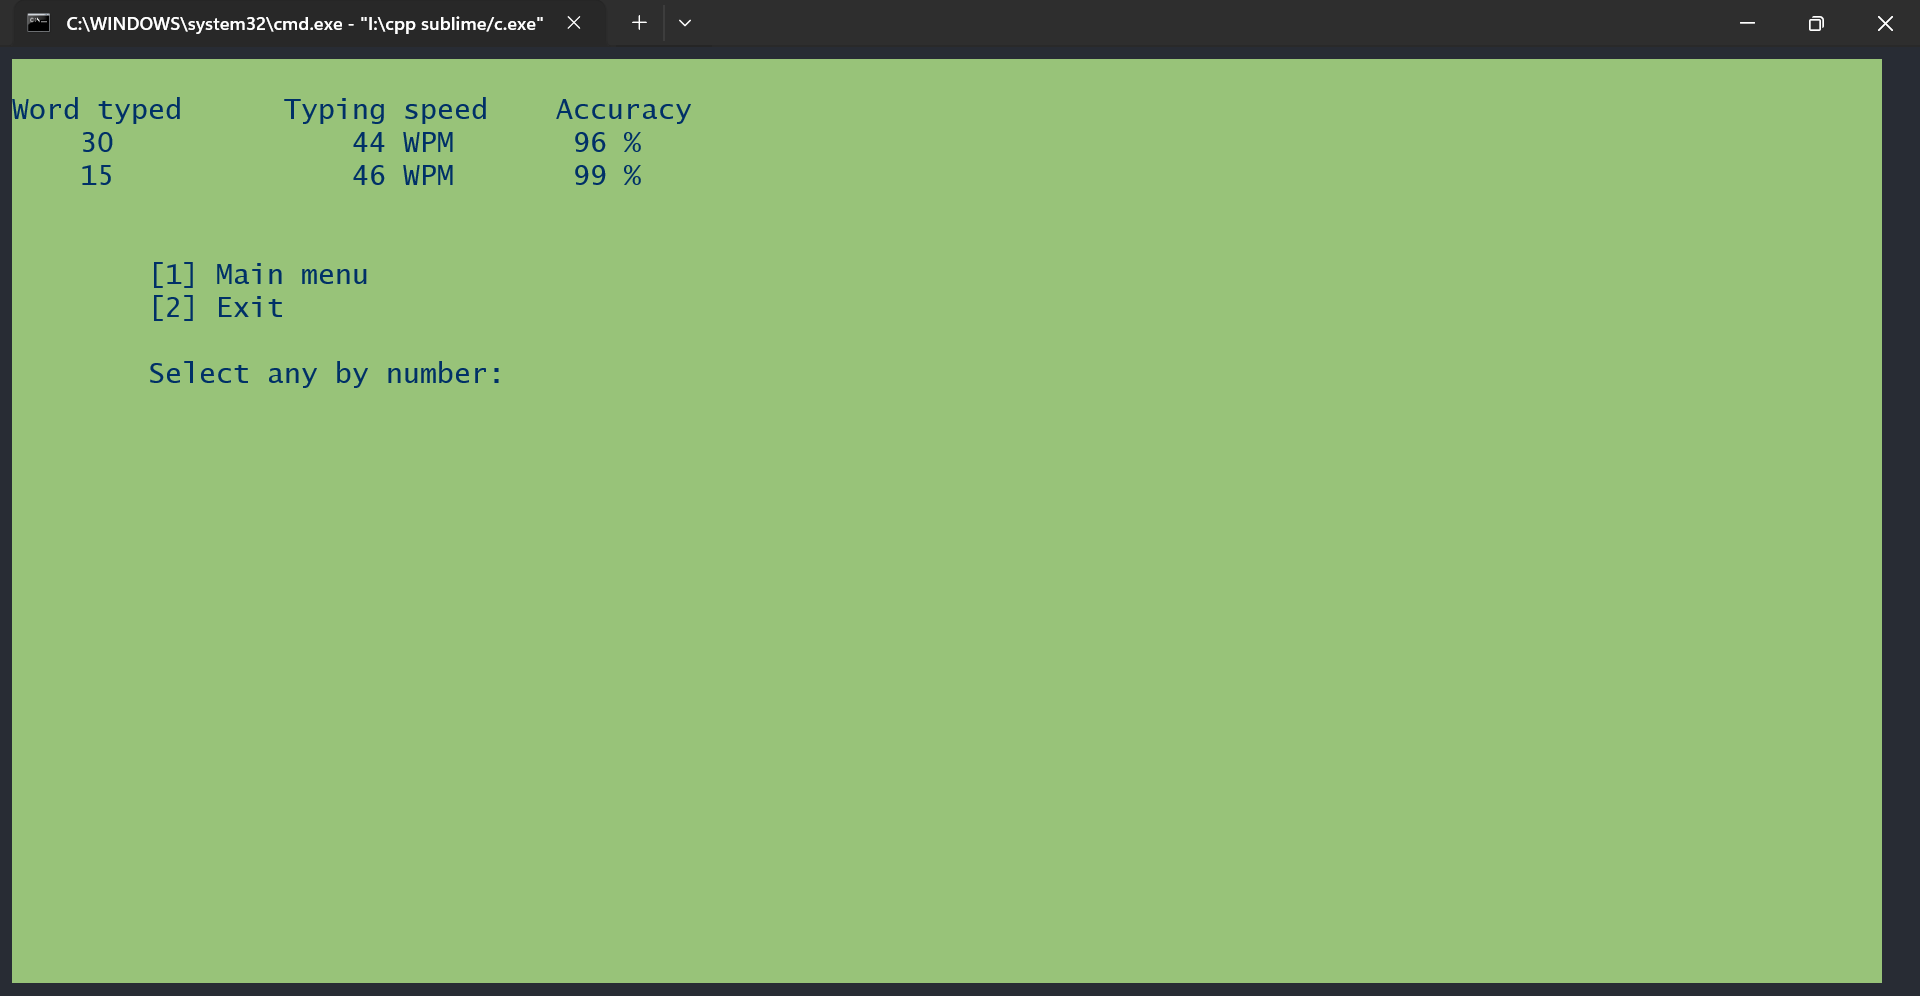 C:\WINDOWS\system32\cmd.exe - "I:\cpp sublime/c.exe"
Word typed Typing speed Accuracy
30 44 WPM 96 %
15 46 WPM 99 %
[1] Main menu
[2] Exit
Select any by number: